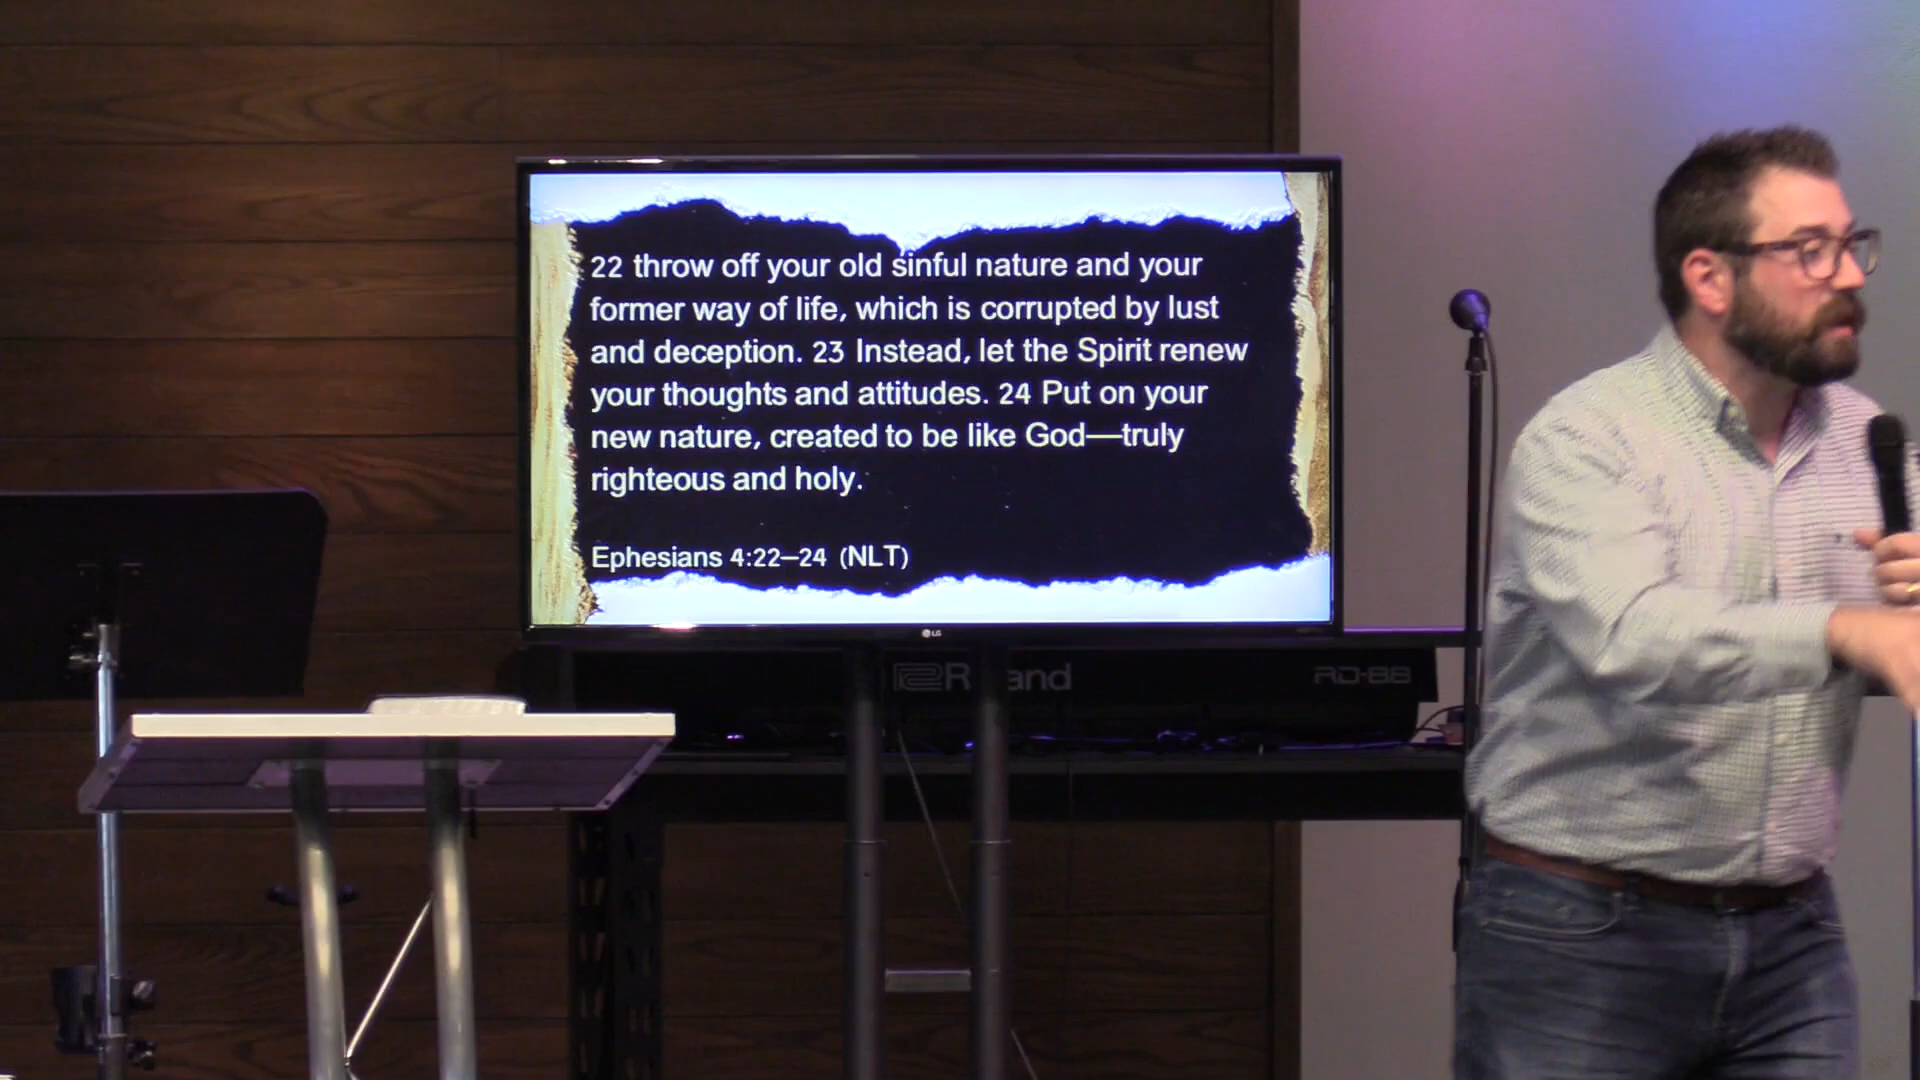 22 throw off your old sinful nature and your
former way of life, which is corrupted by lust
and deception. 23 Instead, let the Spirit renew
your thoughts and attitudes. 24 Put on your
new nature, created to be like God—truly
righteous and holy.
Ephesians 4:22–24 (NLT)
LG
Roland
RD-88